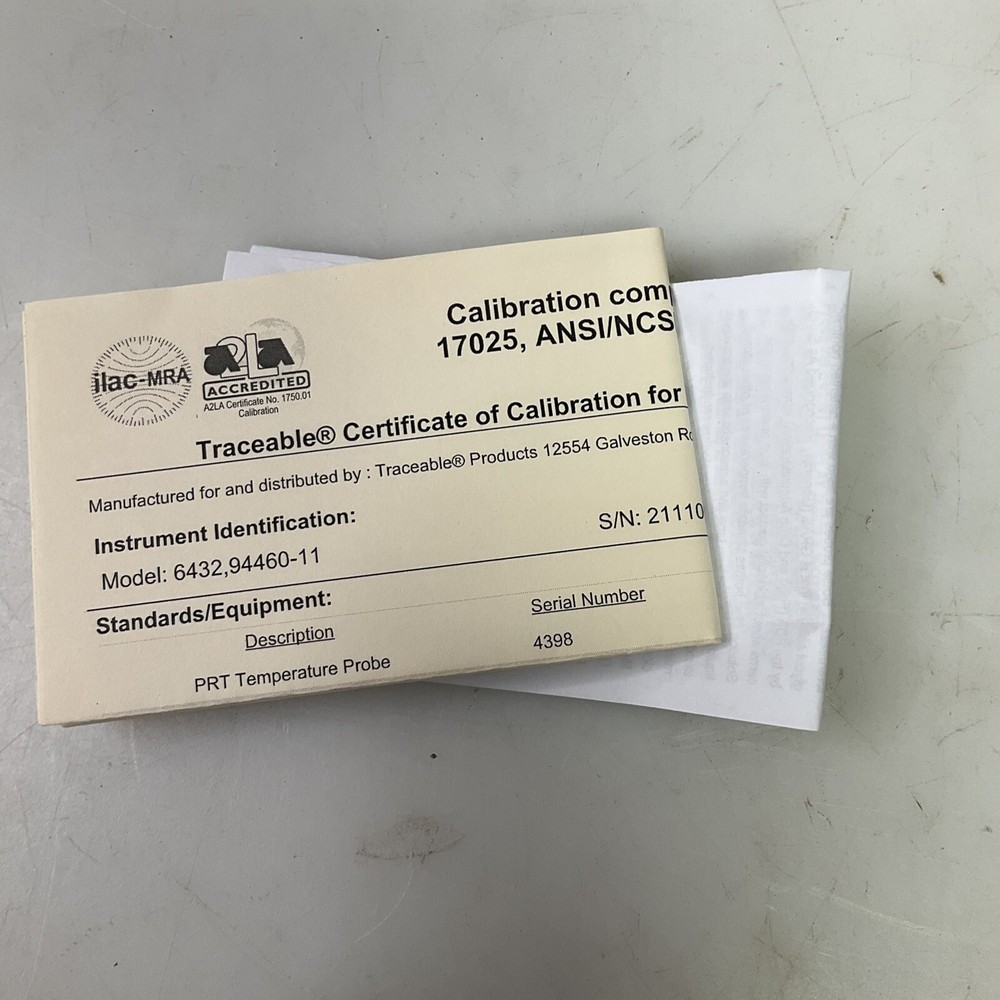 ilac-MRA
A2LA
ACCREDITED
A2LA Certificate No. 1750.01
Calibration
Calibration com
17025, ANSI/NCS
Traceable® Certificate of Calibration for
Manufactured for and distributed by : Traceable® Products 12554 Galveston Ro
Instrument Identification:
Model: 6432,94460-11
S/N: 21110
Standards/Equipment:
Description
Serial Number
PRT Temperature Probe
4398